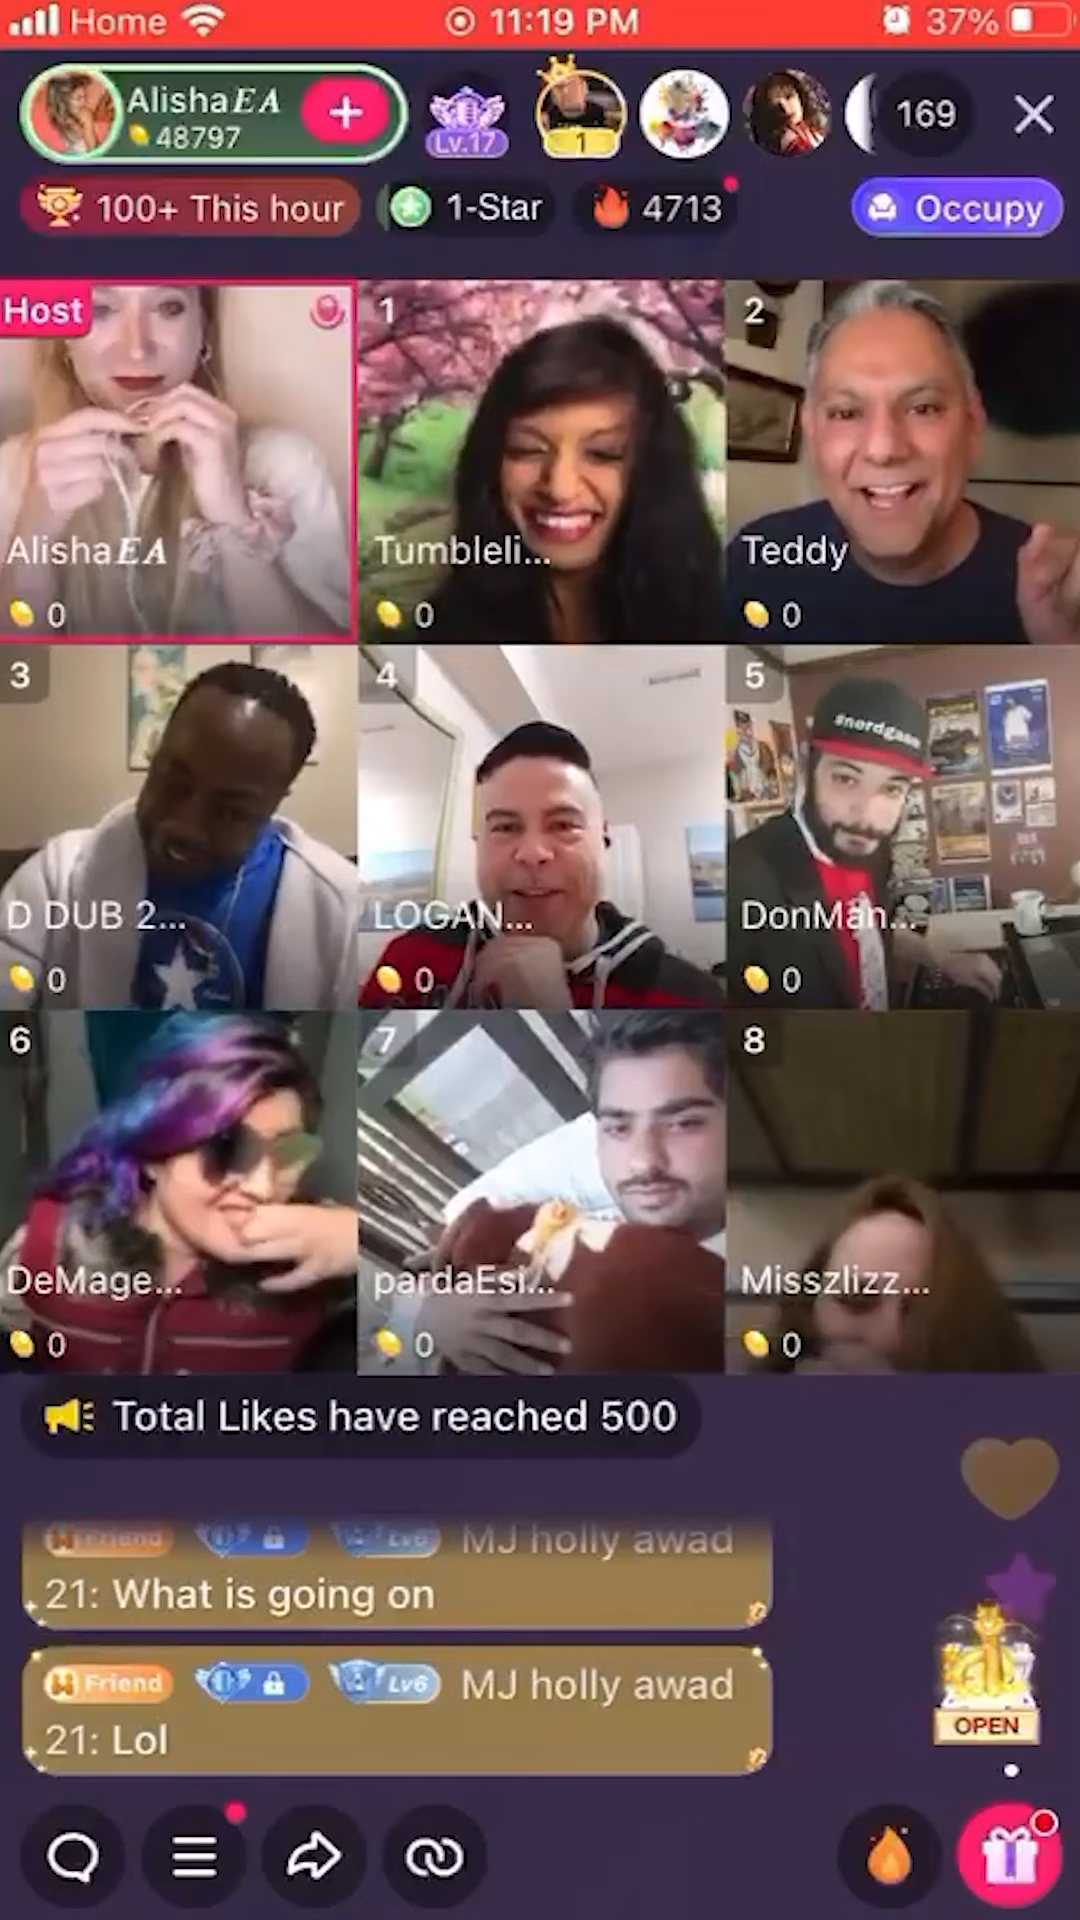 Home 11:19 PM 37%
AlishaEA
48797
Lv.17
1
169
100+ This hour
1-Star
4713
Occupy
Host
AlishaEA
0
1
Tumbleli...
0
2
Teddy
0
3
D DUB 2...
0
4
LOGAN...
0
5
#nerdgasm
DonMan...
0
6
DeMage...
0
7
pardaEsi...
0
8
Misszlizz...
0
Total Likes have reached 500
Friend Lv6 MJ holly awad
21: What is going on
Friend Lv6 MJ holly awad
21: Lol
OPEN